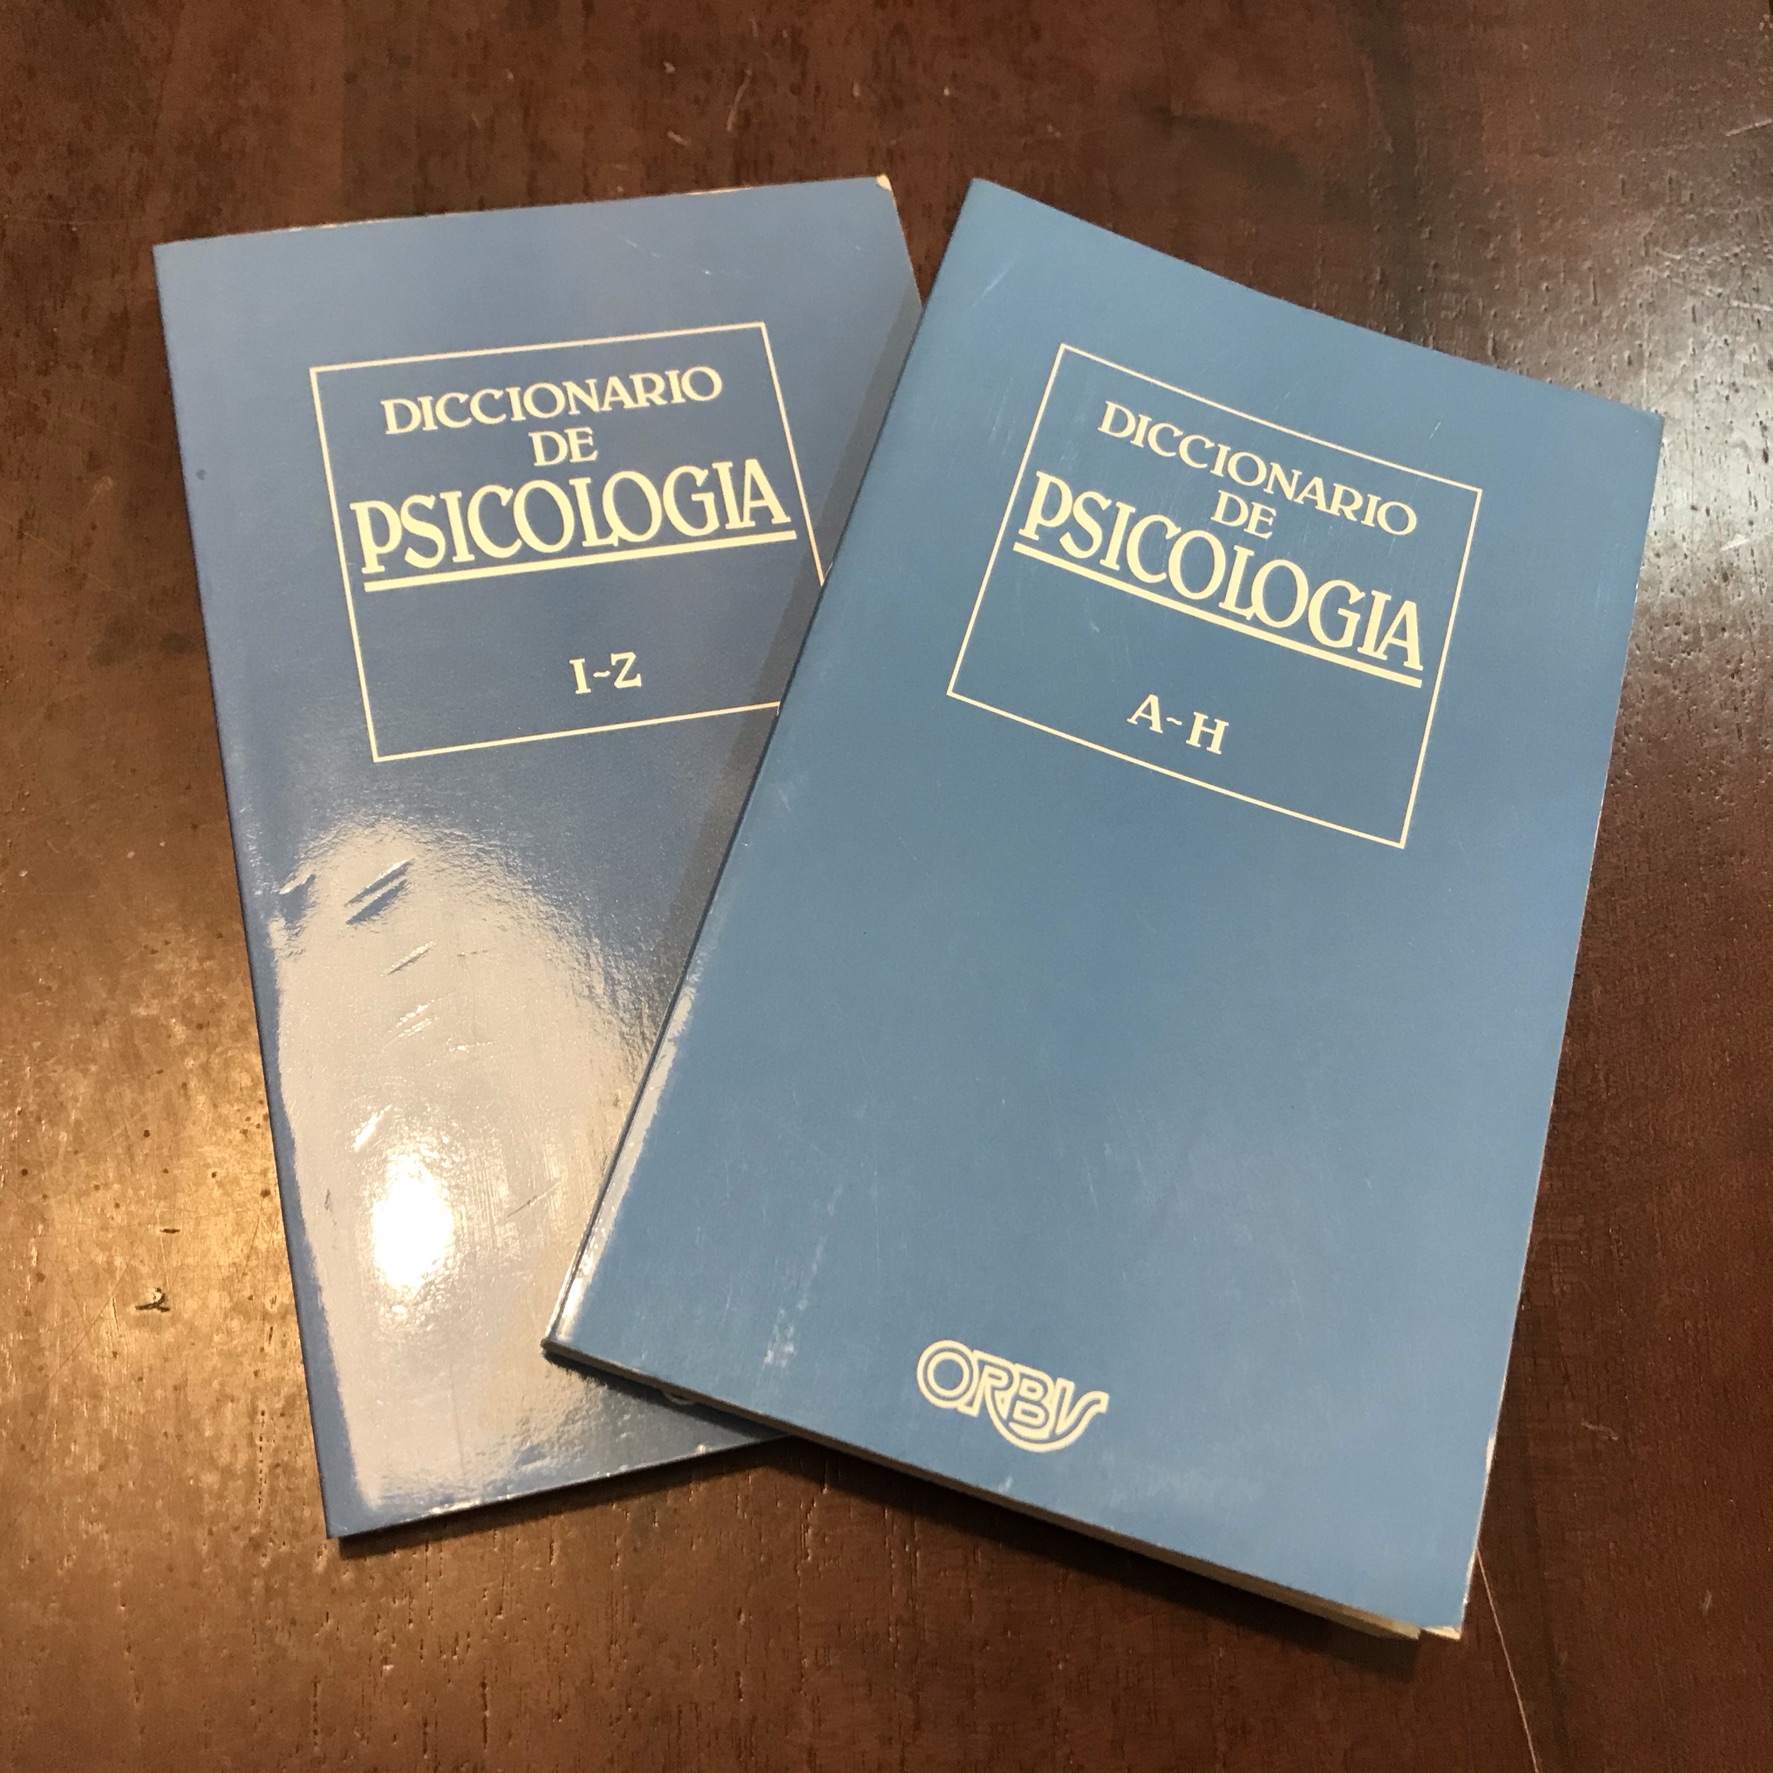 DICCIONARIO
DE
PSICOLOGIA
I-Z
DICCIONARIO
DE
PSICOLOGIA
A-H
ORBIS